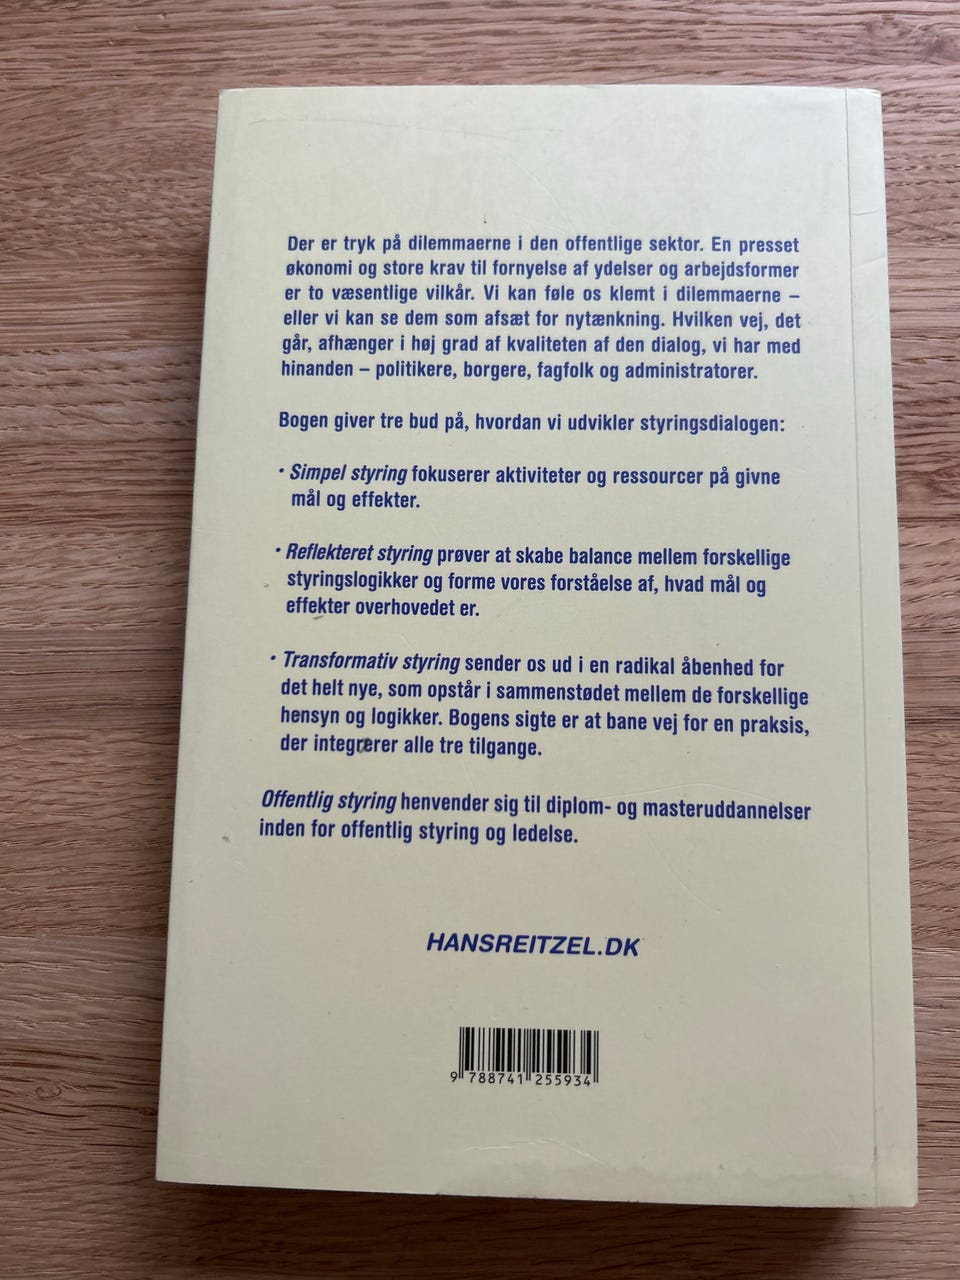 Der er tryk på dilemmaerne i den offentlige sektor. En presset
økonomi og store krav til fornyelse af ydelser og arbejdsformer
er to væsentlige vilkår. Vi kan føle os klemt i dilemmaerne –
eller vi kan se dem som afsæt for nytænkning. Hvilken vej, det
går, afhænger i høj grad af kvaliteten af den dialog, vi har med
hinanden – politikere, borgere, fagfolk og administratorer.
Bogen giver tre bud på, hvordan vi udvikler styringsdialogen:
• Simpel styring fokuserer aktiviteter og ressourcer på givne
mål og effekter.
• Reflekteret styring prøver at skabe balance mellem forskellige
styringslogikker og forme vores forståelse af, hvad mål og
effekter overhovedet er.
• Transformativ styring sender os ud i en radikal åbenhed for
det helt nye, som opstår i sammenstødet mellem de forskellige
hensyn og logikker. Bogens sigte er at bane vej for en praksis,
der integrerer alle tre tilgange.
Offentlig styring henvender sig til diplom- og masteruddannelser
inden for offentlig styring og ledelse.
HANSREITZEL.DK
9 788741 255934